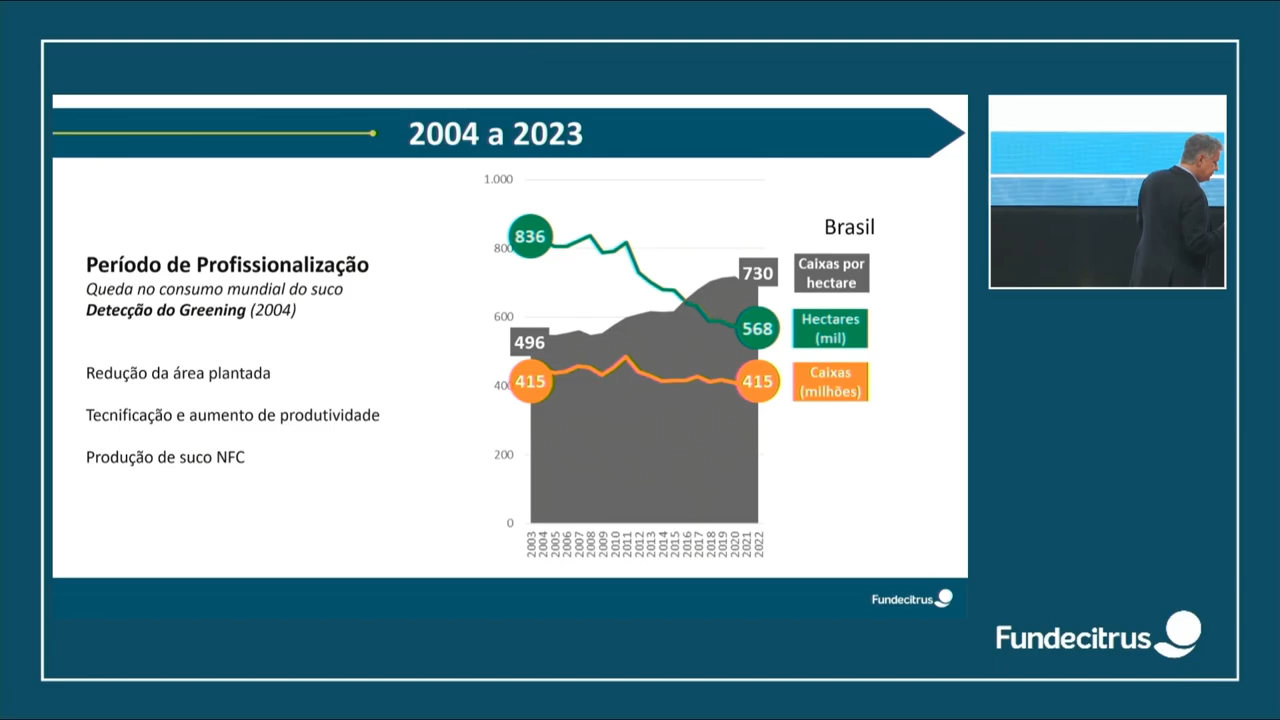 2004 a 2023
Período de Profissionalização
Queda no consumo mundial do suco
Detecção do Greening (2004)
Redução da área plantada
Tecnificação e aumento de produtividade
Produção de suco NFC
1.000
800
600
400
200
0
836
496
415
730
568
415
2003
2004
2005
2006
2007
2008
2009
2010
2011
2012
2013
2014
2015
2016
2017
2018
2019
2020
2021
2022
Brasil
Caixas por
hectare
Hectares
(mil)
Caixas
(milhões)
Fundecitrus
Fundecitrus